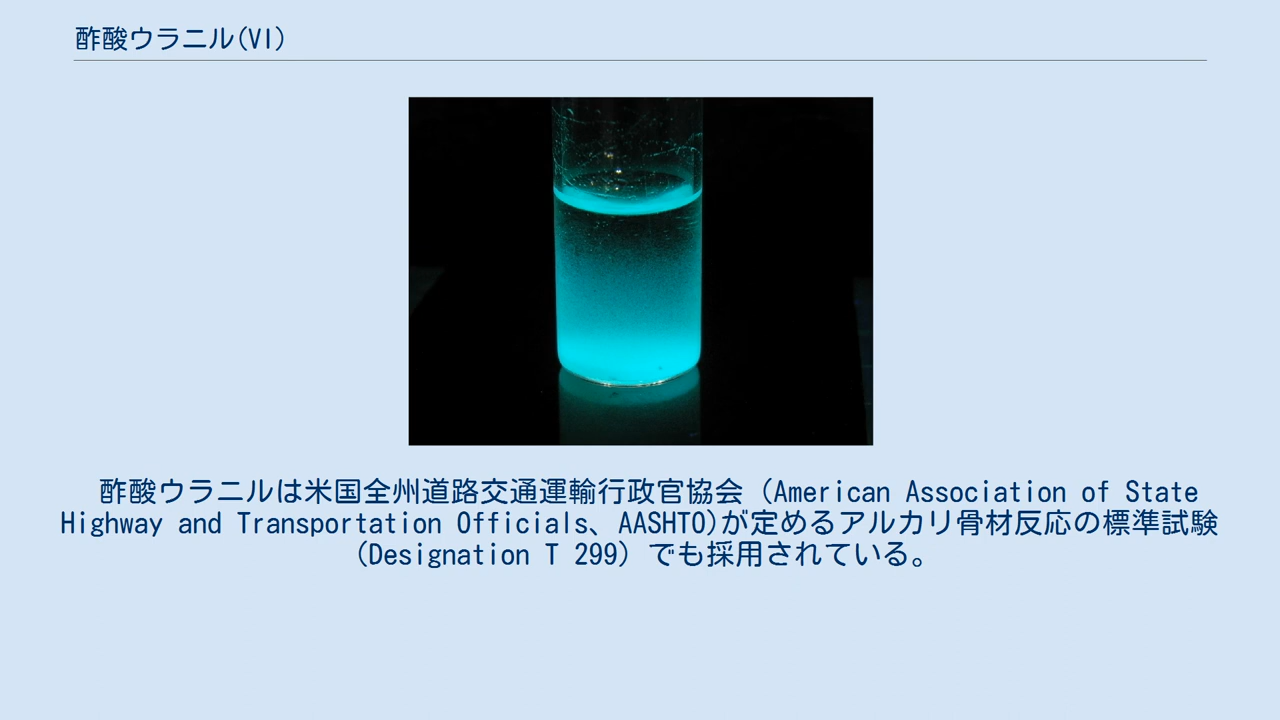 酢酸ウラニル(VI)
酢酸ウラニルは米国全州道路交通運輸行政官協会 (American Association of State
Highway and Transportation Officials、AASHTO)が定めるアルカリ骨材反応の標準試験
(Designation T 299) でも採用されている。